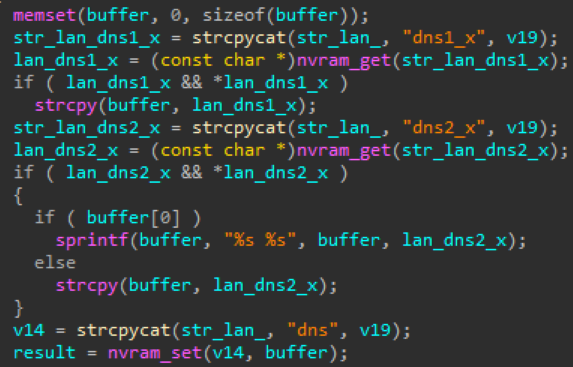 memset(buffer, 0, sizeof(buffer));
str_lan_dns1_x = strcpycat(str_lan_, "dns1_x", v19);
lan_dns1_x = (const char *)nvram_get(str_lan_dns1_x);
if ( lan_dns1_x && *lan_dns1_x )
  strcpy(buffer, lan_dns1_x);
str_lan_dns2_x = strcpycat(str_lan_, "dns2_x", v19);
lan_dns2_x = (const char *)nvram_get(str_lan_dns2_x);
if ( lan_dns2_x && *lan_dns2_x )
{
  if ( buffer[0] )
    sprintf(buffer, "%s %s", buffer, lan_dns2_x);
  else
    strcpy(buffer, lan_dns2_x);
}
v14 = strcpycat(str_lan_, "dns", v19);
result = nvram_set(v14, buffer);